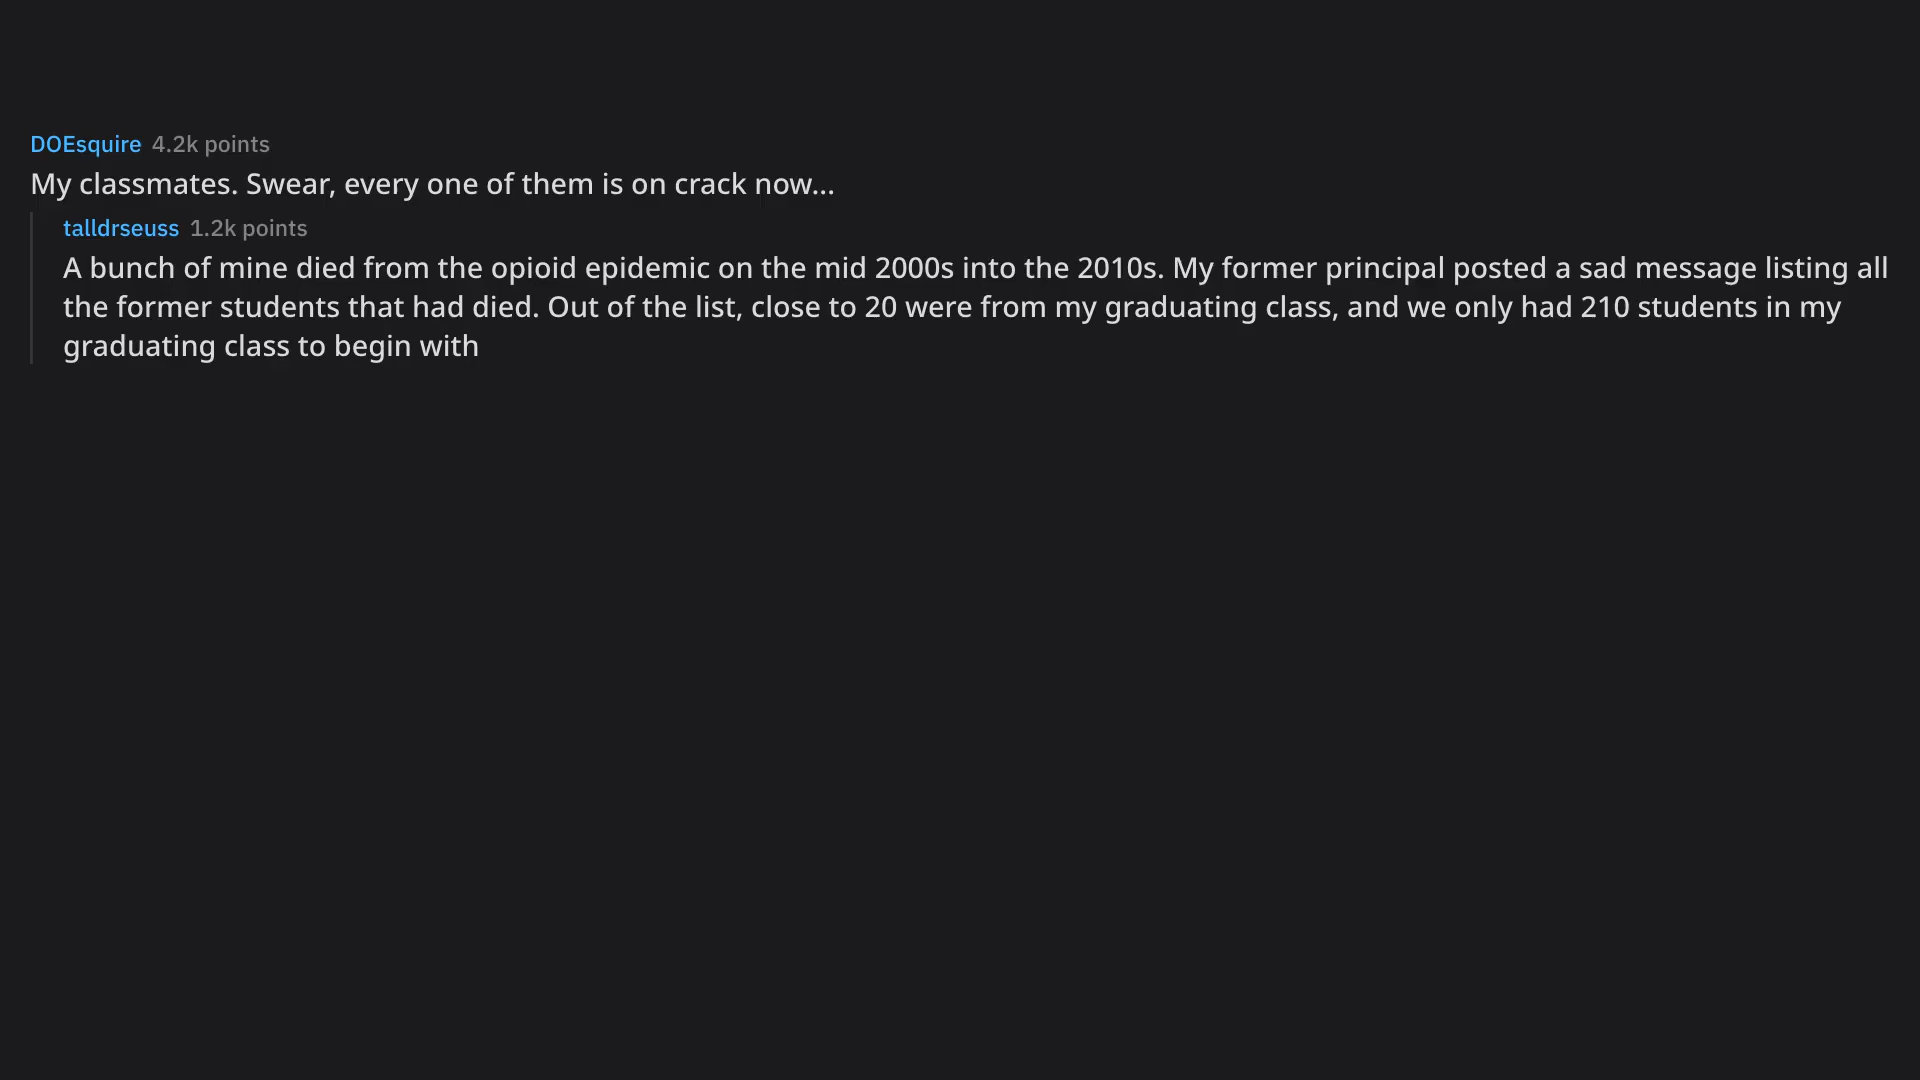 DOEsquire 4.2k points
My classmates. Swear, every one of them is on crack now...
talldrseuss 1.2k points
A bunch of mine died from the opioid epidemic on the mid 2000s into the 2010s. My former principal posted a sad message listing all
the former students that had died. Out of the list, close to 20 were from my graduating class, and we only had 210 students in my
graduating class to begin with